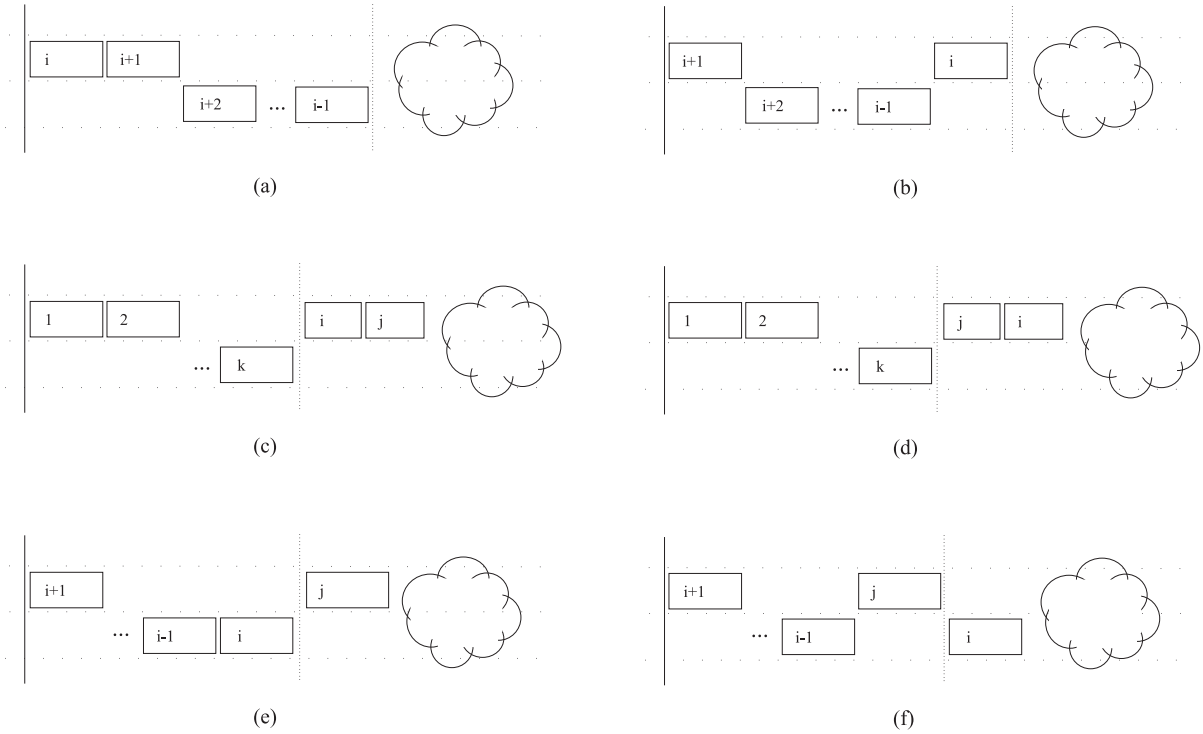 i i+1 i+1 i
i+2 ... i-1 i+2 ... i-1
(a) (b)
1 2 i j 1 2 j i
... k ... k
(c) (d)
i+1 j i+1 j
... i-1 i ... i-1 i
(e) (f)